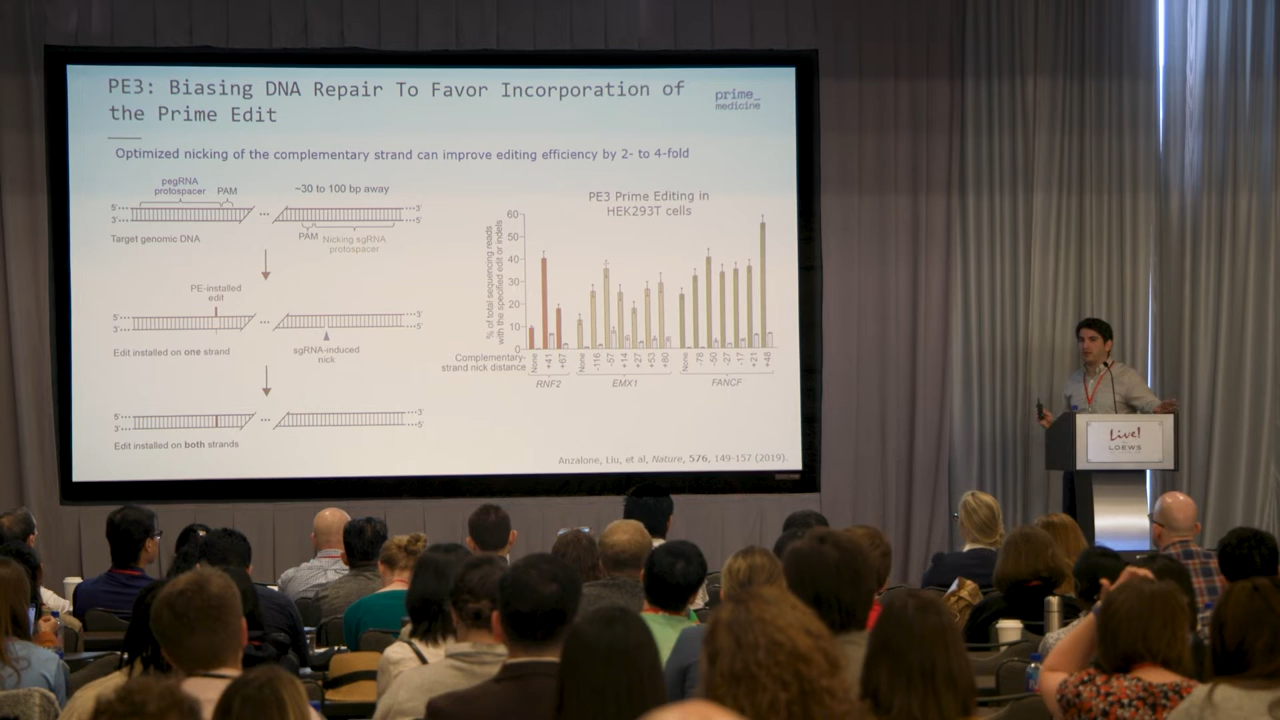 PE3: Biasing DNA Repair To Favor Incorporation of
the Prime Edit
prime_
medicine
Optimized nicking of the complementary strand can improve editing efficiency by 2- to 4-fold
pegRNA
protospacer
PAM
~30 to 100 bp away
5'
3'
3'
5'
PAM
Nicking sgRNA
protospacer
Target genomic DNA
PE-installed
edit
5'
3'
3'
5'
Edit installed on one strand
sgRNA-induced
nick
5'
3'
3'
5'
Edit installed on both strands
PE3 Prime Editing in
HEK293T cells
% of total sequencing reads
with the specified edit or indels
60
50
40
30
20
10
0
Complementary-
strand nick distance
None
+41
+67
None
-116
-57
+14
+27
+53
+80
None
-78
-50
-27
-17
+21
+48
RNF2
EMX1
FANCF
Anzalone, Liu, et al, Nature, 576, 149-157 (2019).
Live!
LOEWS